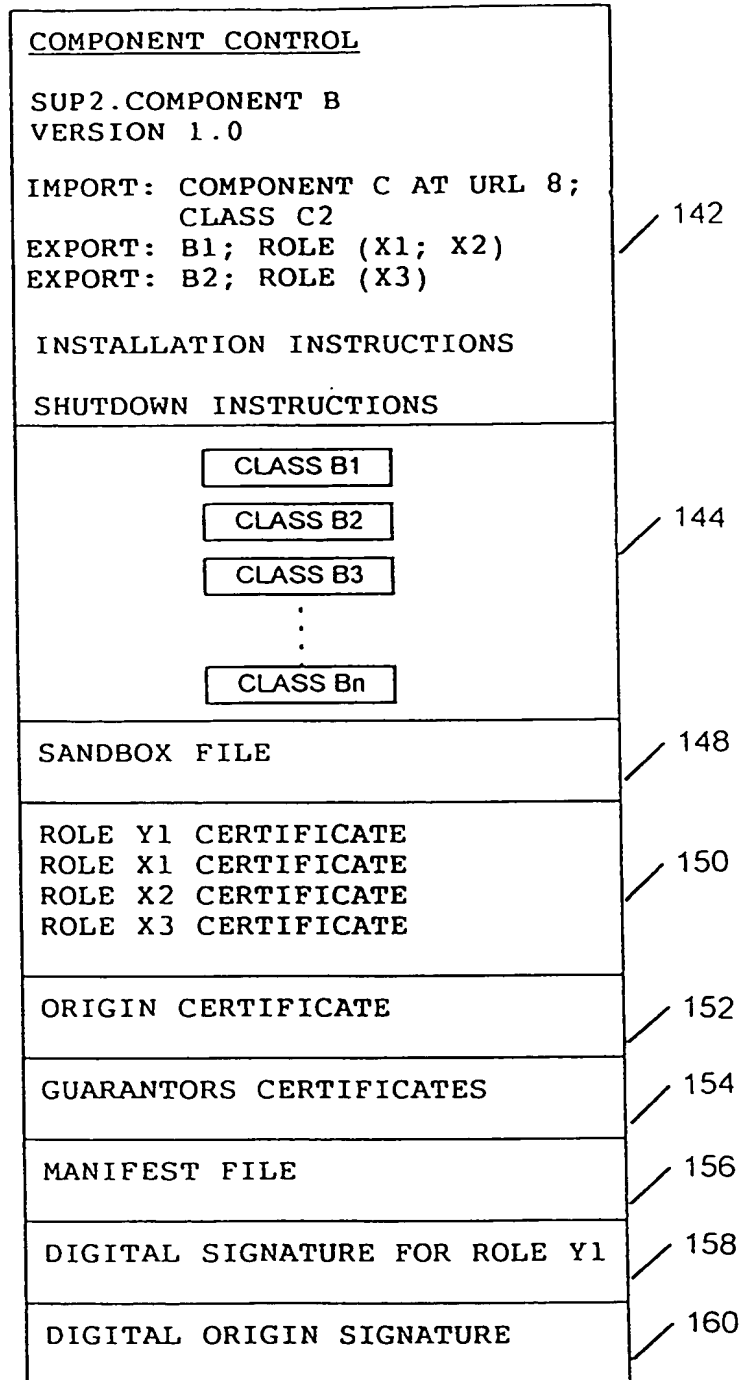 COMPONENT CONTROL
SUP2.COMPONENT B
VERSION 1.0
IMPORT: COMPONENT C AT URL 8;
CLASS C2
EXPORT: B1; ROLE (X1; X2)
EXPORT: B2; ROLE (X3)
INSTALLATION INSTRUCTIONS
SHUTDOWN INSTRUCTIONS
142
CLASS B1
CLASS B2
CLASS B3
CLASS Bn
144
SANDBOX FILE
148
ROLE Y1 CERTIFICATE
ROLE X1 CERTIFICATE
ROLE X2 CERTIFICATE
ROLE X3 CERTIFICATE
150
ORIGIN CERTIFICATE
152
GUARANTORS CERTIFICATES
154
MANIFEST FILE
156
DIGITAL SIGNATURE FOR ROLE Y1
158
DIGITAL ORIGIN SIGNATURE
160